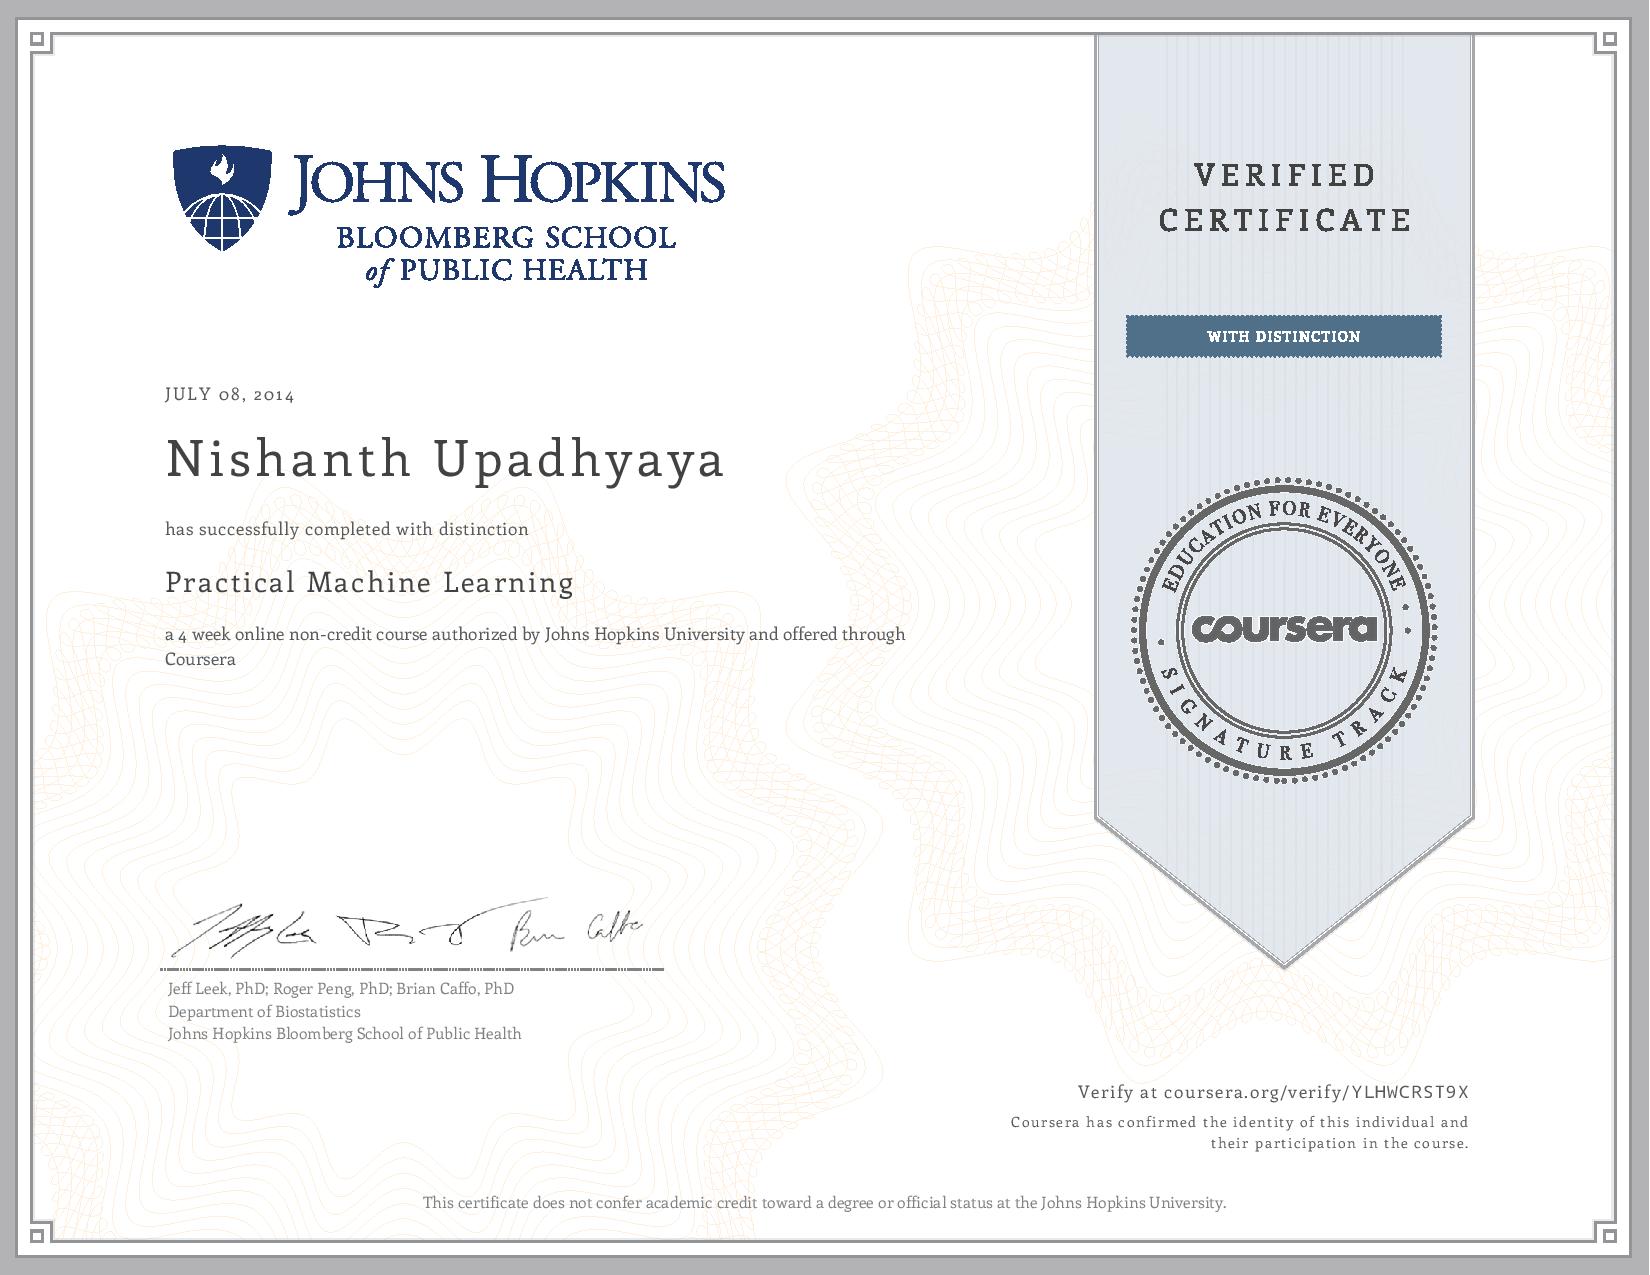 JOHNS HOPKINS
BLOOMBERG SCHOOL
of PUBLIC HEALTH
VERIFIED
CERTIFICATE
WITH DISTINCTION
JULY 08, 2014
Nishanth Upadhyaya
has successfully completed with distinction
Practical Machine Learning
a 4 week online non-credit course authorized by Johns Hopkins University and offered through
Coursera
EDUCATION FOR EVERYONE
coursera
SIGNATURE TRACK
Jeff Leek, PhD; Roger Peng, PhD; Brian Caffo, PhD
Department of Biostatistics
Johns Hopkins Bloomberg School of Public Health
Verify at coursera.org/verify/YLHWCRST9X
Coursera has confirmed the identity of this individual and
their participation in the course.
This certificate does not confer academic credit toward a degree or official status at the Johns Hopkins University.